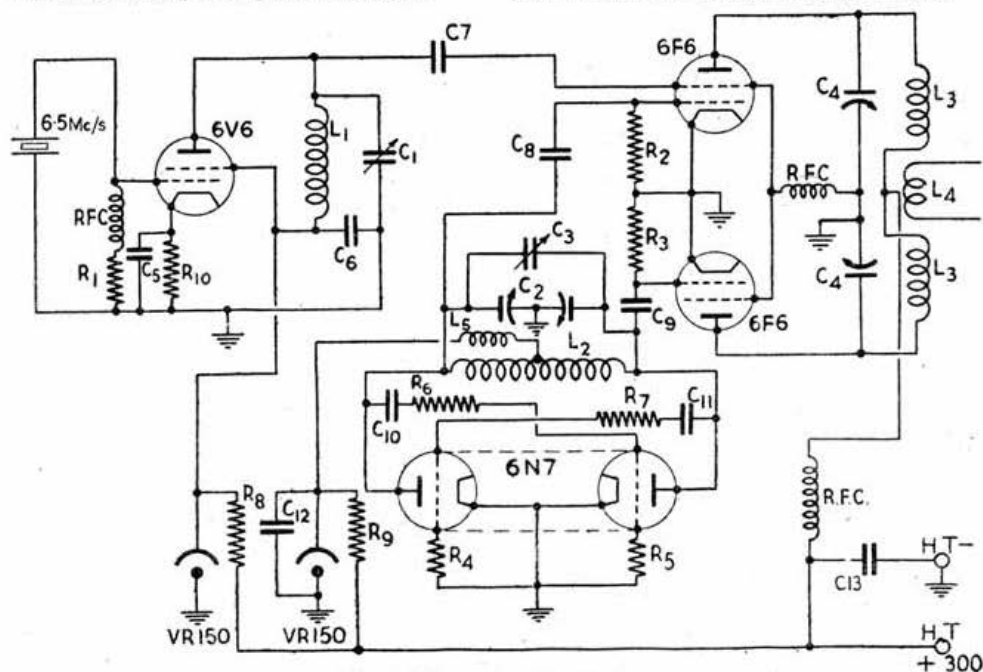 C7
6F6
6·5Mc/s
6V6
L1
C1
C8
R2
C4
L3
RFC
L4
RFC
R3
C3
C6
C5
R10
R1
C2
C4
L3
C9
6F6
L5
L2
R6
R7
C11
C10
6N7
R8
C12
R9
R.F.C.
R4
R5
C13
H T -
VR150
VR150
H T
+ 300